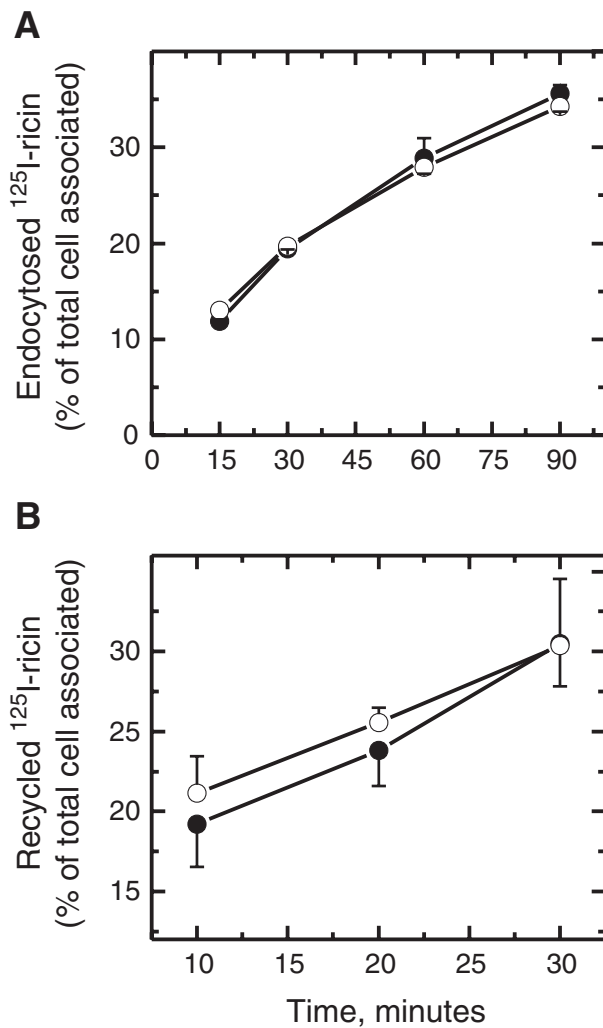 A
Endocytosed ¹²⁵I-ricin
(% of total cell associated)
30
20
10
0
0 15 30 45 60 75 90
B
Recycled ¹²⁵I-ricin
(% of total cell associated)
30
25
20
15
10 15 20 25 30
Time, minutes